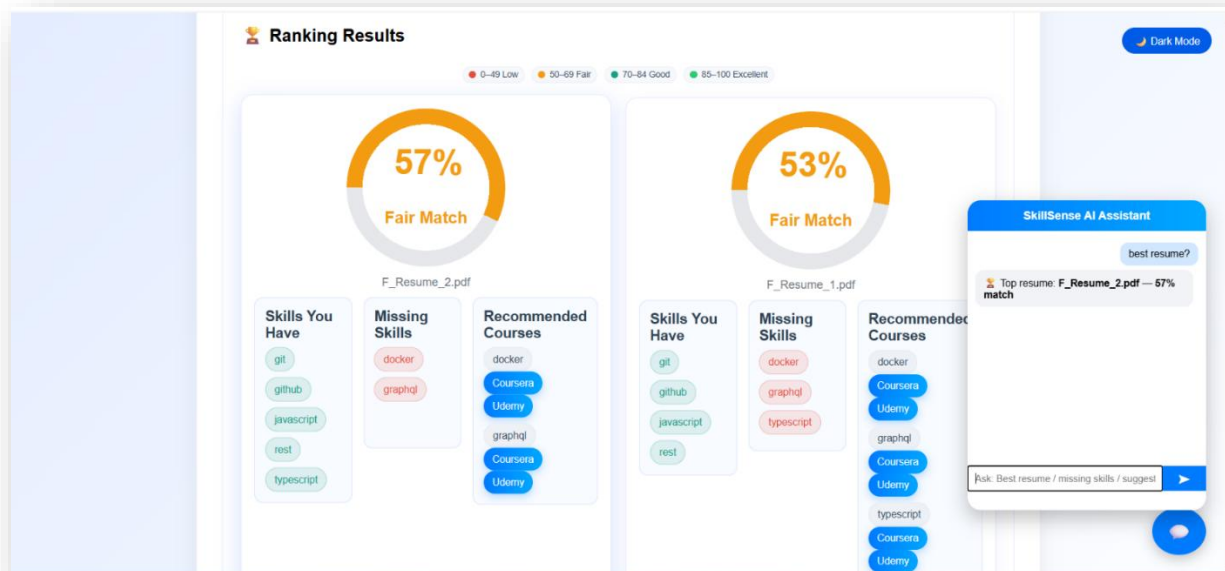 🏆 Ranking Results
🌙 Dark Mode
0–49 Low
50–69 Fair
70–84 Good
85–100 Excellent
57%
Fair Match
F_Resume_2.pdf
Skills You
Have
git
github
javascript
rest
typescript
Missing
Skills
docker
graphql
Recommended
Courses
docker
Coursera
Udemy
graphql
Coursera
Udemy
53%
Fair Match
F_Resume_1.pdf
Skills You
Have
git
github
javascript
rest
Missing
Skills
docker
graphql
typescript
Recommended
Courses
docker
Coursera
Udemy
graphql
Coursera
Udemy
typescript
Coursera
Udemy
SkillSense AI Assistant
best resume?
🏆 Top resume: F_Resume_2.pdf — 57%
match
Ask: Best resume / missing skills / suggest